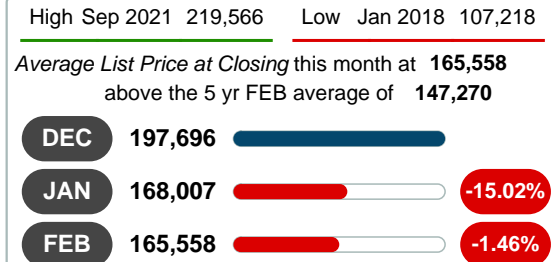 High Sep 2021 219,566 Low Jan 2018 107,218
Average List Price at Closing this month at 165,558
above the 5 yr FEB average of 147,270
DEC 197,696
JAN 168,007 -15.02%
FEB 165,558 -1.46%